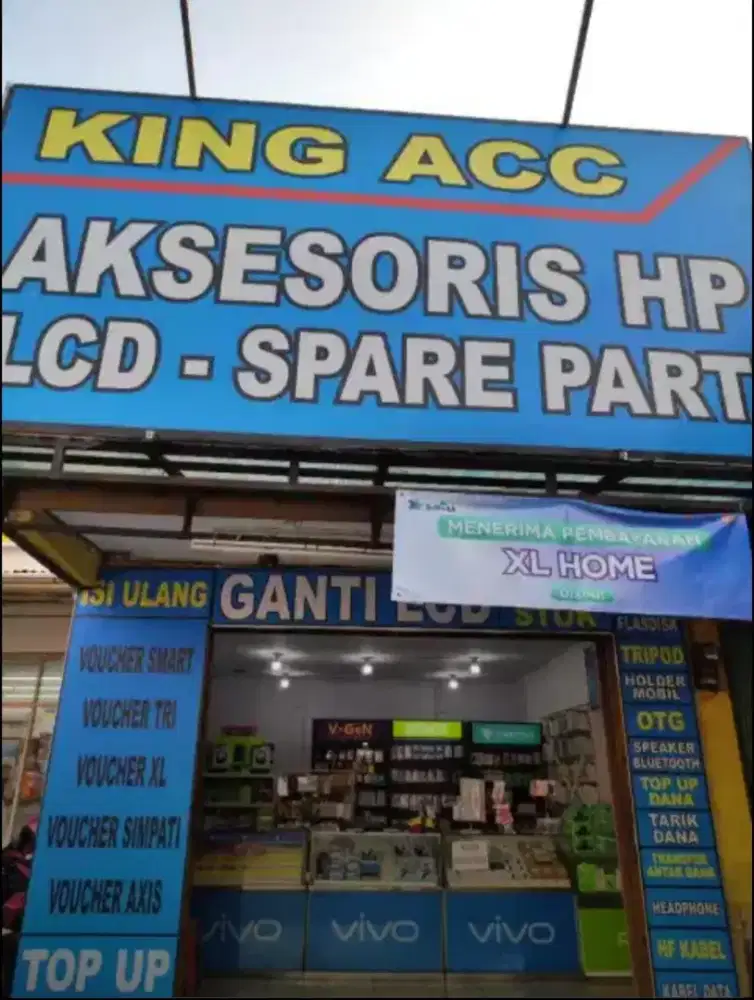 KING ACC
AKSESORIS HP
LCD - SPARE PART
MENERIMA PEMBAYARAN
XL HOME
ISI ULANG
GANTI LCD
FLASDISK
VOUCHER SMART
VOUCHER TRI
VOUCHER XL
VOUCHER SIMPATI
VOUCHER AXIS
TOP UP
V-GeN
vivo
vivo
vivo
TRIPOD
HOLDER
MOBIL
OTG
SPEAKER
BLUETOOTH
TOP UP
DANA
TARIK
DANA
TRANSFER
ANTAR BANK
HEADPHONE
HF KABEL
KABEL DATA